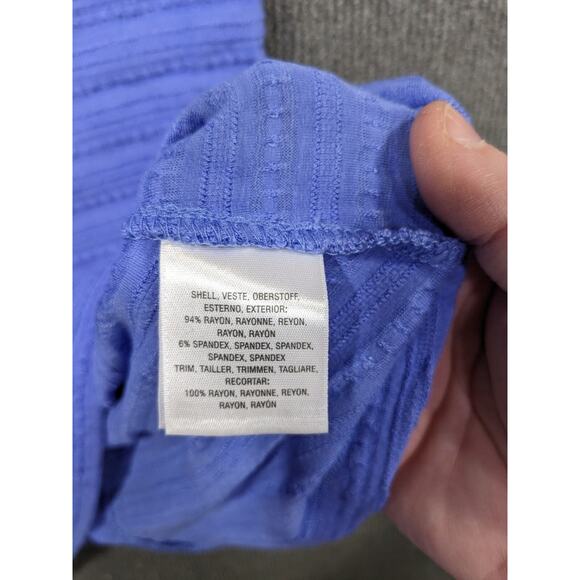 SHELL, VESTE, OBERSTOFF,
ESTERNO, EXTERIOR:
94% RAYON, RAYONNE, REYON,
RAYON, RAYÓN
6% SPANDEX, SPANDEX, SPANDEX,
SPANDEX, SPANDEX
TRIM, TAILLER, TRIMMEN, TAGLIARE,
RECORTAR:
100% RAYON, RAYONNE, REYON,
RAYON, RAYÓN